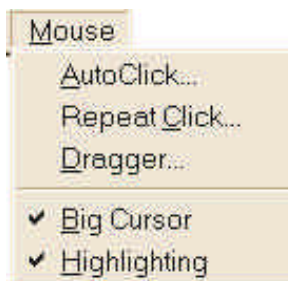 Mouse
AutoClick...
Repeat Click...
Dragger...
Big Cursor
Highlighting